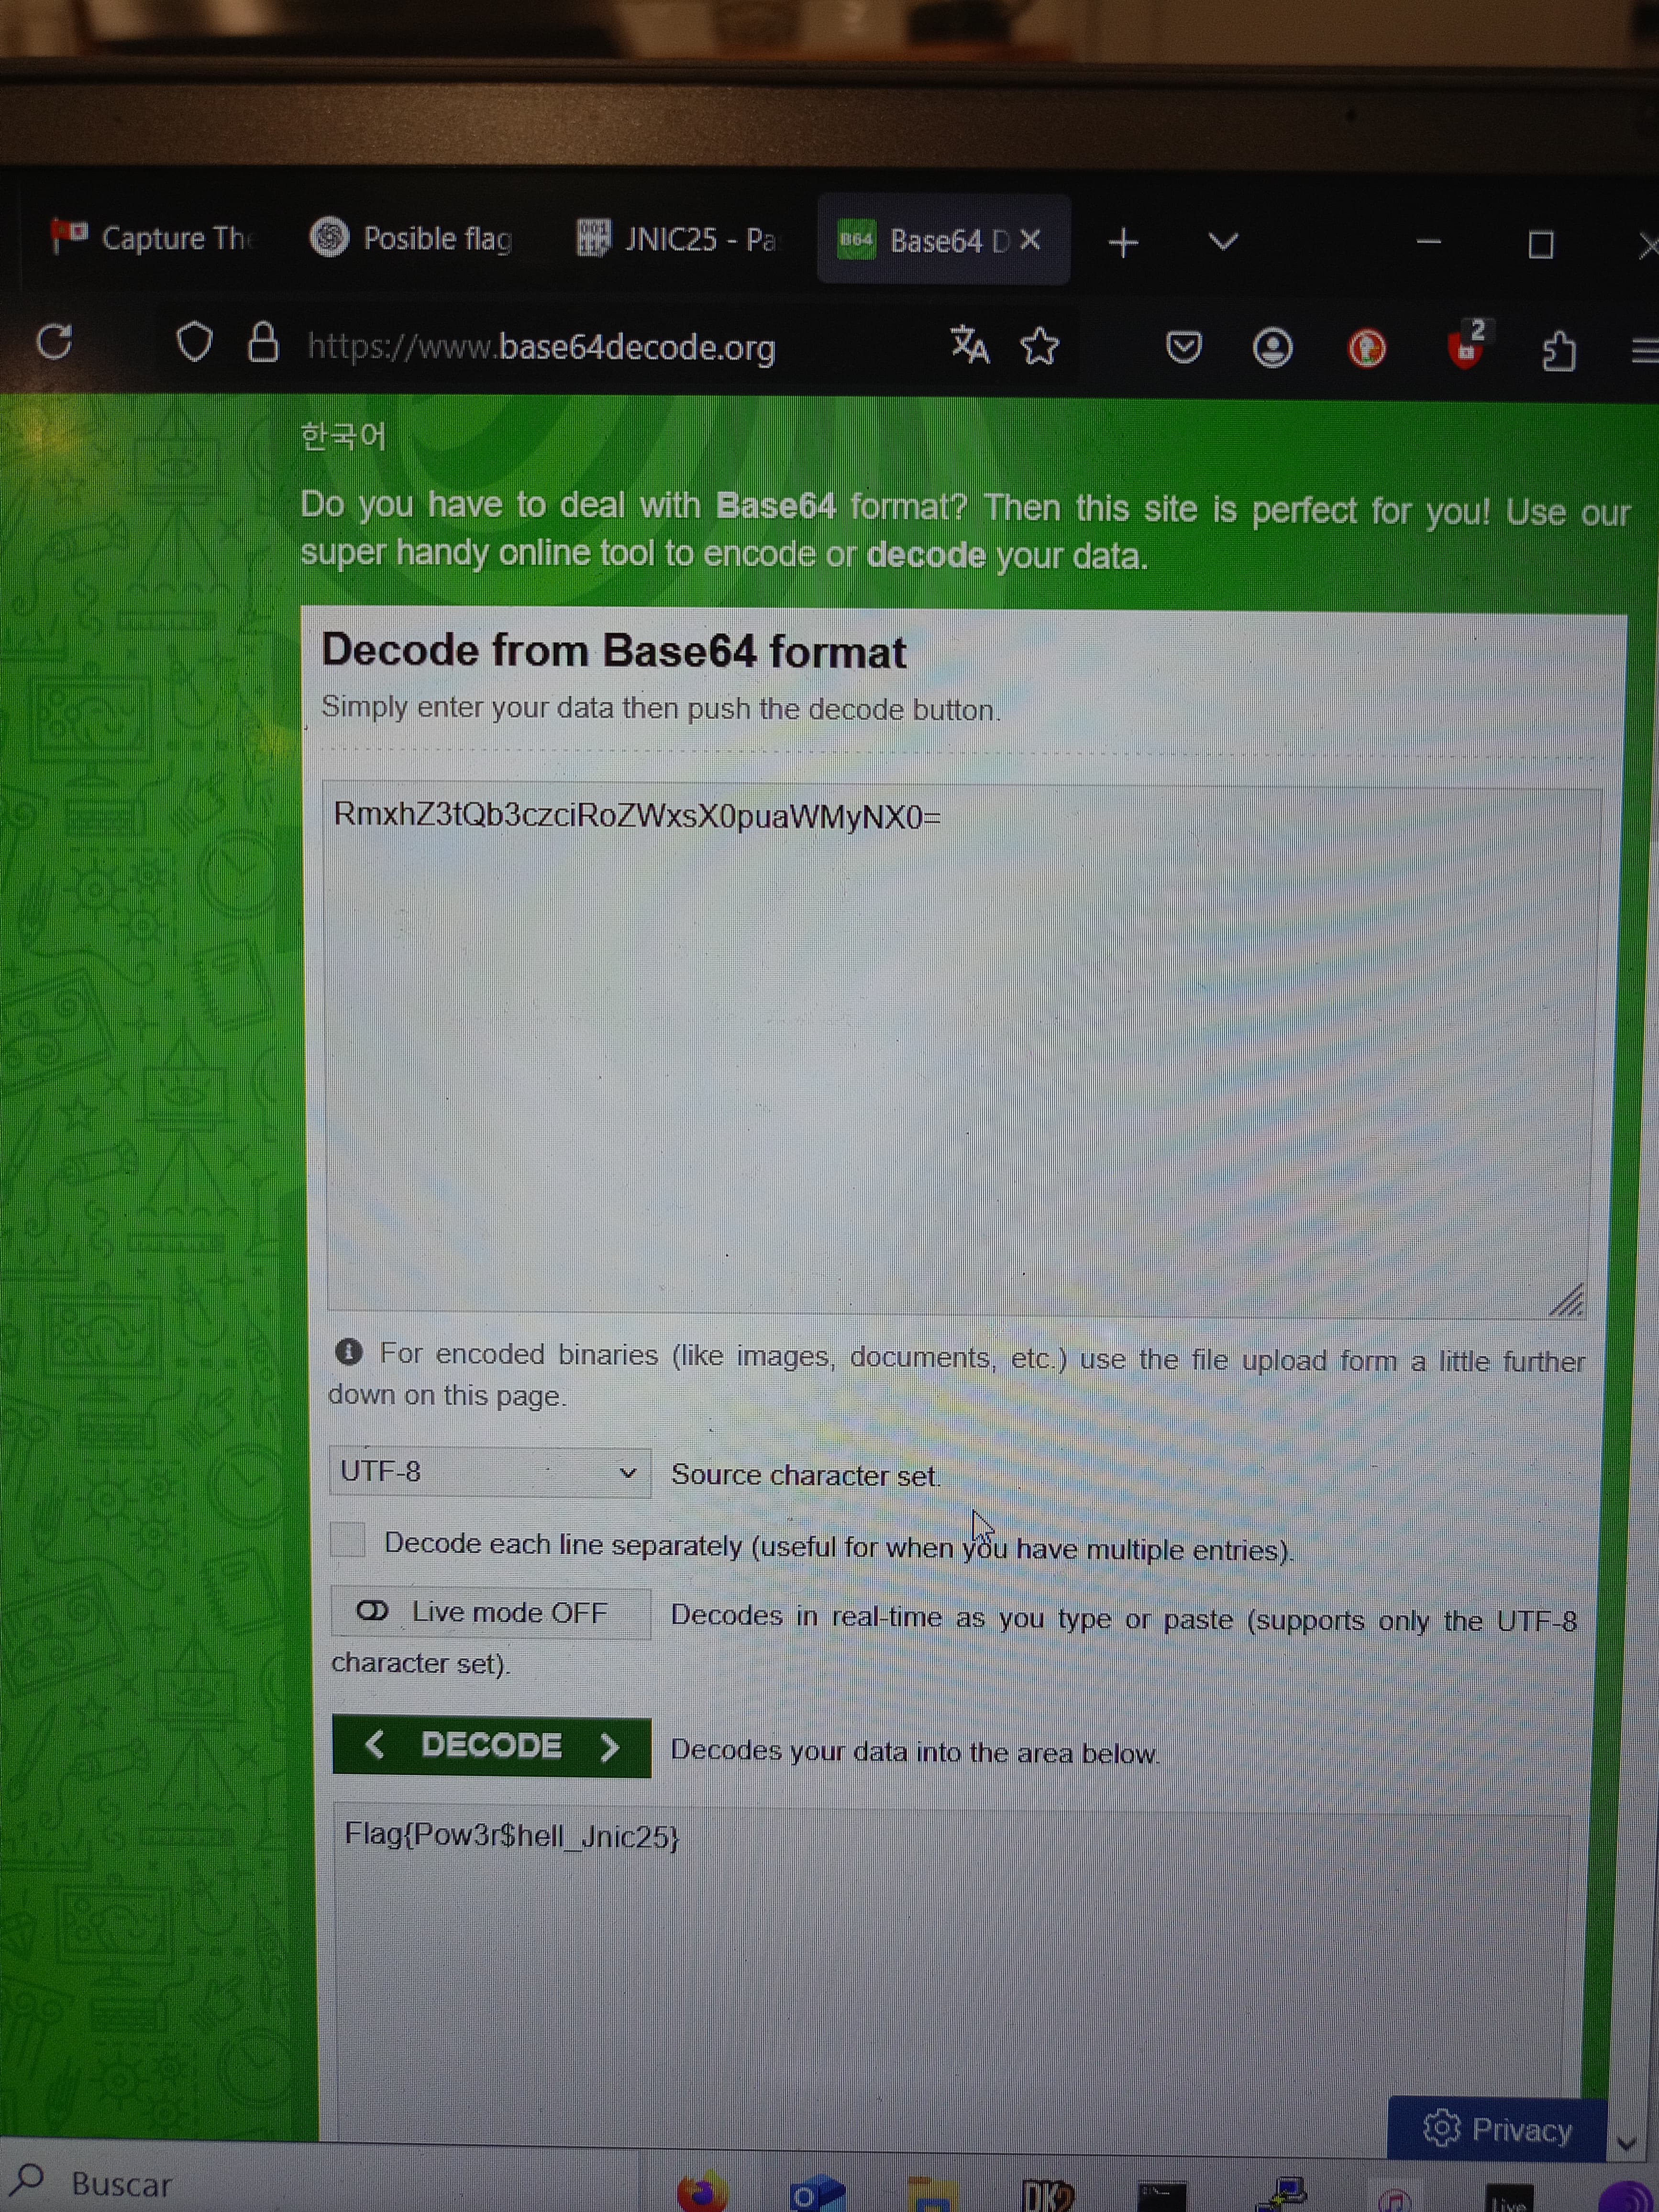 Capture The
Posible flag
JNIC25 - Pa
B64
Base64 D
2
https://www.base64decode.org
한국어
Do you have to deal with Base64 format? Then this site is perfect for you! Use our
super handy online tool to encode or decode your data.
Decode from Base64 format
Simply enter your data then push the decode button.
RmxhZ3tQb3czciRoZWxsX0puaWMyNX0=
For encoded binaries (like images, documents, etc.) use the file upload form a little further
down on this page.
UTF-8
Source character set.
Decode each line separately (useful for when you have multiple entries).
Live mode OFF
Decodes in real-time as you type or paste (supports only the UTF-8
character set).
< DECODE >
Decodes your data into the area below.
Flag{Pow3r$hell_Jnic25}
Privacy
Buscar
DK2
Live